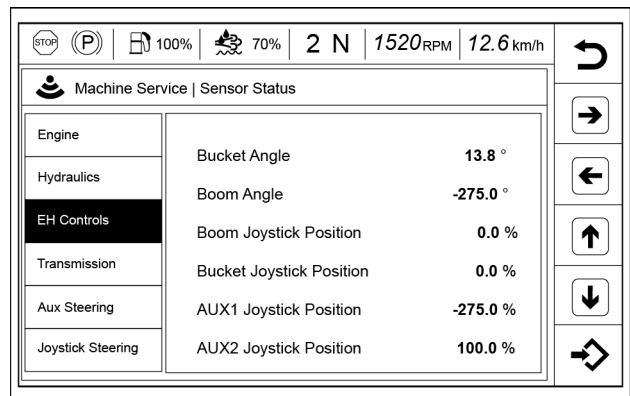 STOP (P) 100% 70% 2 N 1520 RPM 12.6 km/h
Machine Service | Sensor Status
Engine
Hydraulics
EH Controls
Transmission
Aux Steering
Joystick Steering
Bucket Angle 13.8 °
Boom Angle -275.0 °
Boom Joystick Position 0.0 %
Bucket Joystick Position 0.0 %
AUX1 Joystick Position -275.0 %
AUX2 Joystick Position 100.0 %